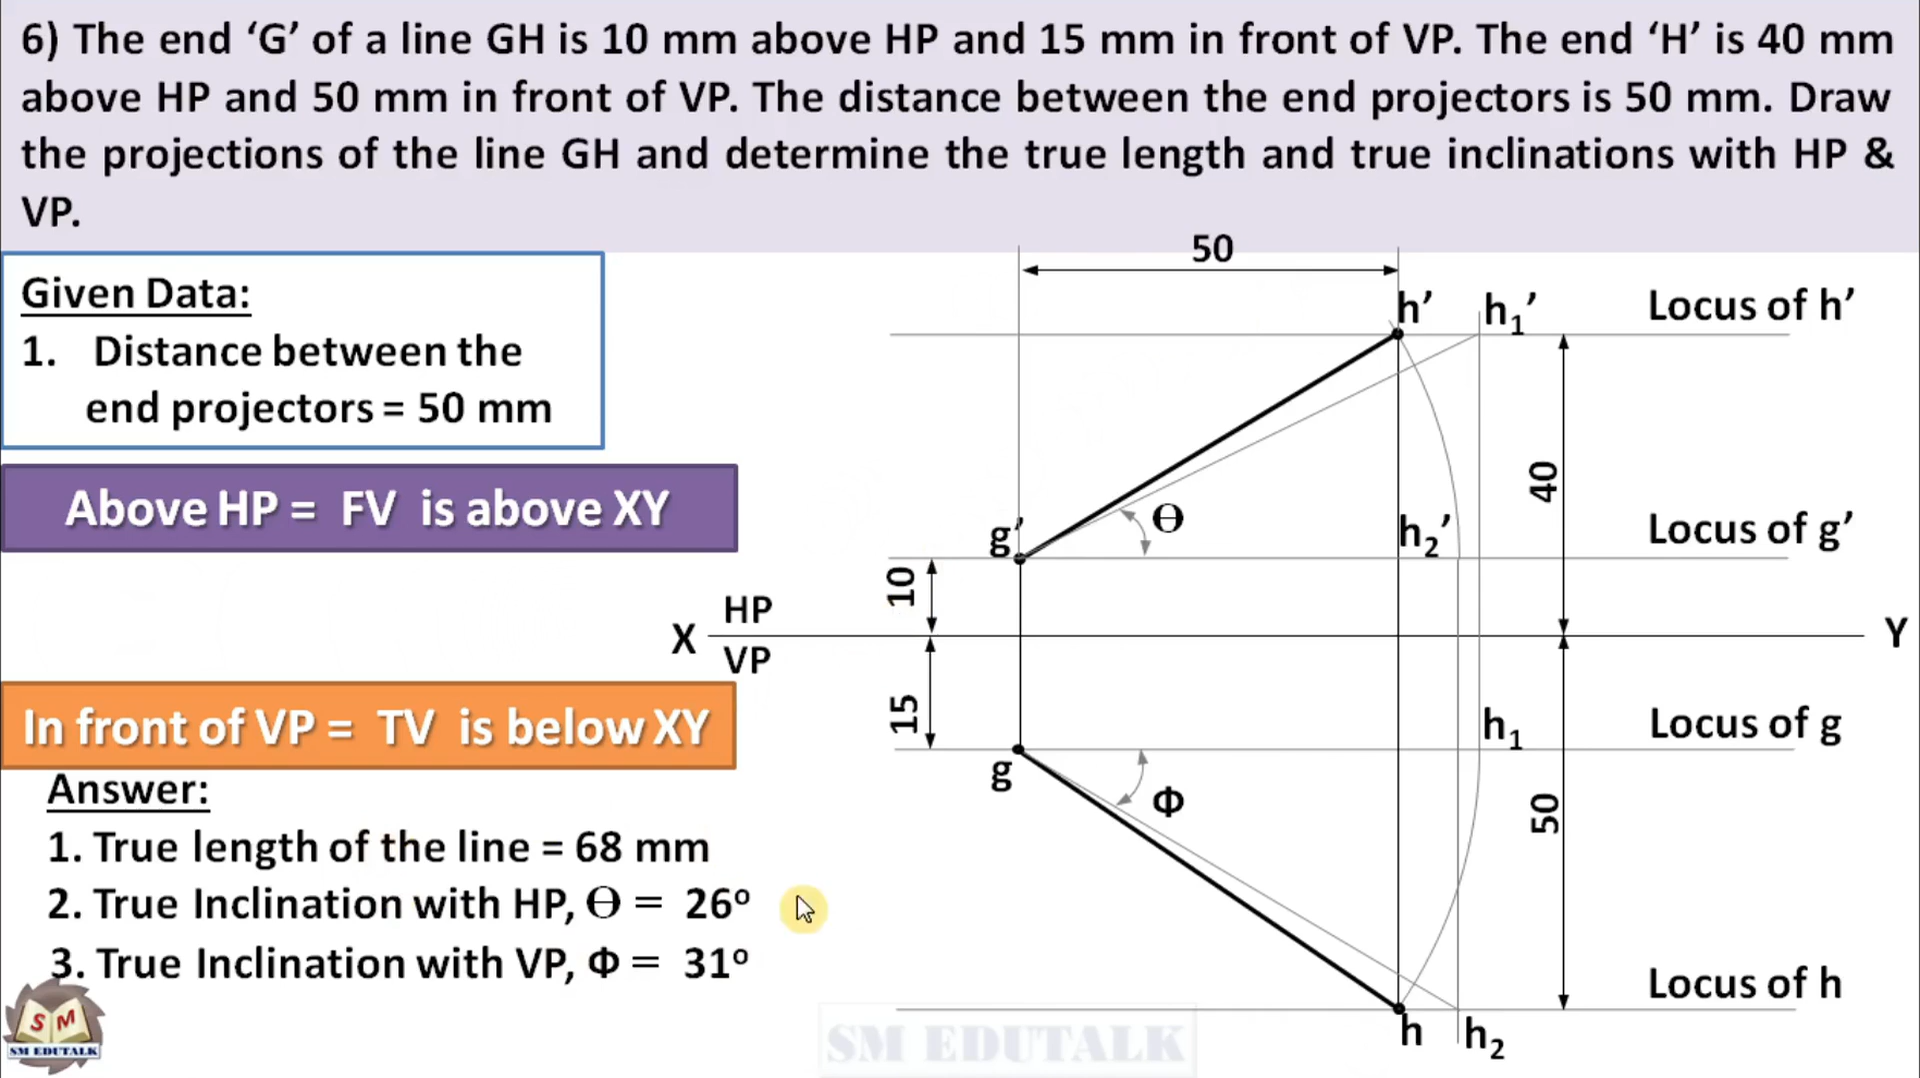 6) The end ‘G’ of a line GH is 10 mm above HP and 15 mm in front of VP. The end ‘H’ is 40 mm
above HP and 50 mm in front of VP. The distance between the end projectors is 50 mm. Draw
the projections of the line GH and determine the true length and true inclinations with HP &
VP.
Given Data:
1. Distance between the
end projectors = 50 mm
Above HP = FV is above XY
In front of VP = TV is below XY
Answer:
1. True length of the line = 68 mm
2. True Inclination with HP, Ө = 26º
3. True Inclination with VP, Φ = 31º
S M
SM EDUTALK
50
h’
h₁’
Locus of h’
40
g’
Ө
h₂’
Locus of g’
10
X
HP
VP
Y
15
h₁
Locus of g
g
Φ
50
Locus of h
h
h₂
SM EDUTALK